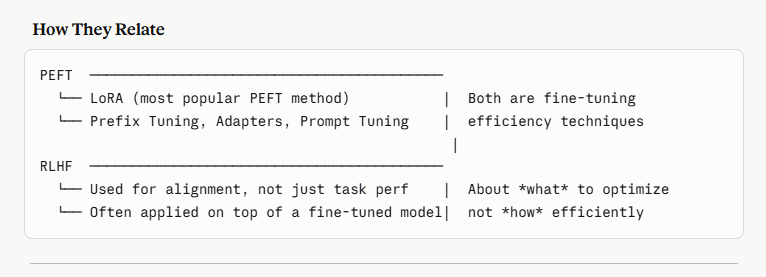 How They Relate
PEFT ──────────────────────────────────────────
  └── LoRA (most popular PEFT method)           |  Both are fine-tuning
  └── Prefix Tuning, Adapters, Prompt Tuning    |  efficiency techniques
                                                 |
RLHF ──────────────────────────────────────────
  └── Used for alignment, not just task perf    |  About *what* to optimize
  └── Often applied on top of a fine-tuned model|  not *how* efficiently